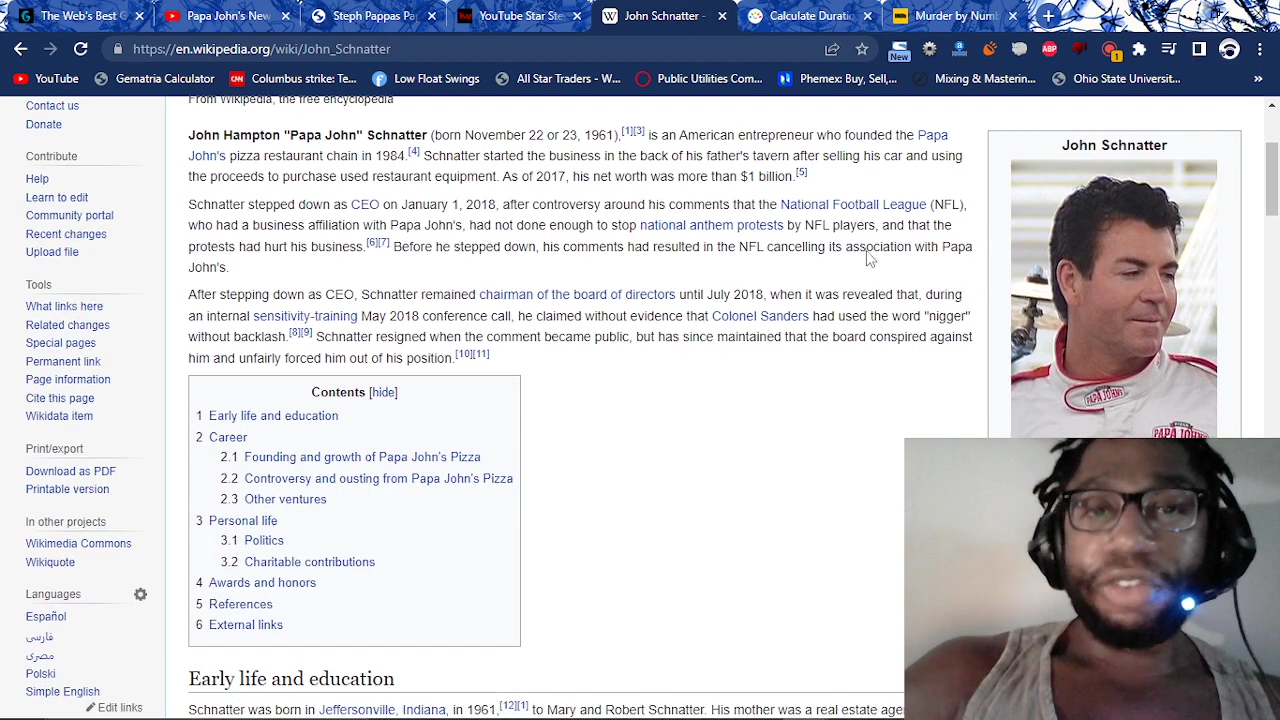 The Web's Best G
Papa John's New
Steph Pappas Pa
YouTube Star Ste
John Schnatter -
Calculate Durati
Murder by Numb
https://en.wikipedia.org/wiki/John_Schnatter
New
ABP
1
YouTube
Gematria Calculator
Columbus strike: Te...
Low Float Swings
All Star Traders - W...
Public Utilities Com...
Phemex: Buy, Sell,...
Mixing & Masterin...
Ohio State Universit...
»
Contact us
Donate
Contribute
Help
Learn to edit
Community portal
Recent changes
Upload file
Tools
What links here
Related changes
Special pages
Permanent link
Page information
Cite this page
Wikidata item
Print/export
Download as PDF
Printable version
In other projects
Wikimedia Commons
Wikiquote
Languages
Español
فارسی
مصرى
Polski
Simple English
Edit links
From Wikipedia, the free encyclopedia
John Hampton "Papa John" Schnatter (born November 22 or 23, 1961),[1][3] is an American entrepreneur who founded the Papa
John's pizza restaurant chain in 1984.[4] Schnatter started the business in the back of his father's tavern after selling his car and using
the proceeds to purchase used restaurant equipment. As of 2017, his net worth was more than $1 billion.[5]
Schnatter stepped down as CEO on January 1, 2018, after controversy around his comments that the National Football League (NFL),
who had a business affiliation with Papa John's, had not done enough to stop national anthem protests by NFL players, and that the
protests had hurt his business.[6][7] Before he stepped down, his comments had resulted in the NFL cancelling its association with Papa
John's.
After stepping down as CEO, Schnatter remained chairman of the board of directors until July 2018, when it was revealed that, during
an internal sensitivity-training May 2018 conference call, he claimed without evidence that Colonel Sanders had used the word "nigger"
without backlash.[8][9] Schnatter resigned when the comment became public, but has since maintained that the board conspired against
him and unfairly forced him out of his position.[10][11]
Contents [hide]
1 Early life and education
2 Career
2.1 Founding and growth of Papa John's Pizza
2.2 Controversy and ousting from Papa John's Pizza
2.3 Other ventures
3 Personal life
3.1 Politics
3.2 Charitable contributions
4 Awards and honors
5 References
6 External links
Early life and education
Schnatter was born in Jeffersonville, Indiana, in 1961,[12][1] to Mary and Robert Schnatter. His mother was a real estate age
John Schnatter
PAPA JOHNS
PAPA JOHNS